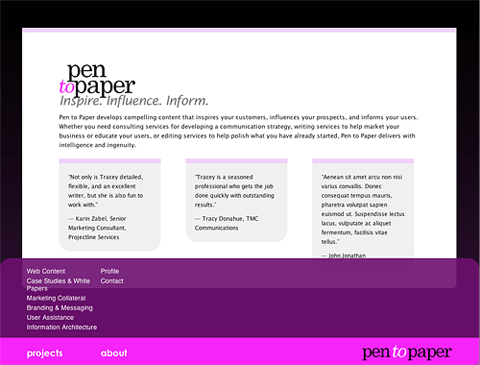 pen
topaper
Inspire. Influence. Inform.
Pen to Paper develops compelling content that inspires your customers, influences your prospects, and informs your users.
Whether you need consulting services for developing a communication strategy, writing services to help market your
business or educate your users, or editing services to help polish what you have already started, Pen to Paper delivers with
intelligence and ingenuity.
"Not only is Tracey detailed,
flexible, and an excellent
writer, but she is also fun to
work with."
— Karin Zabel, Senior
Marketing Consultant,
Projectline Services
"Tracey is a seasoned
professional who gets the job
done quickly with outstanding
results."
— Tracy Donahue, TMC
Communications
"Aenean sit amet arcu non nisi
varius convallis. Donec
consequat tempus mauris,
pharetra volutpat sapien
euismod ut. Suspendisse lectus
lacus, vulputate ac aliquet
fermentum, facilisis vitae
tellus."
— John Jonathan
Web Content
Case Studies & White
Papers
Marketing Collateral
Branding & Messaging
User Assistance
Information Architecture
Profile
Contact
projects
about
pentopaper